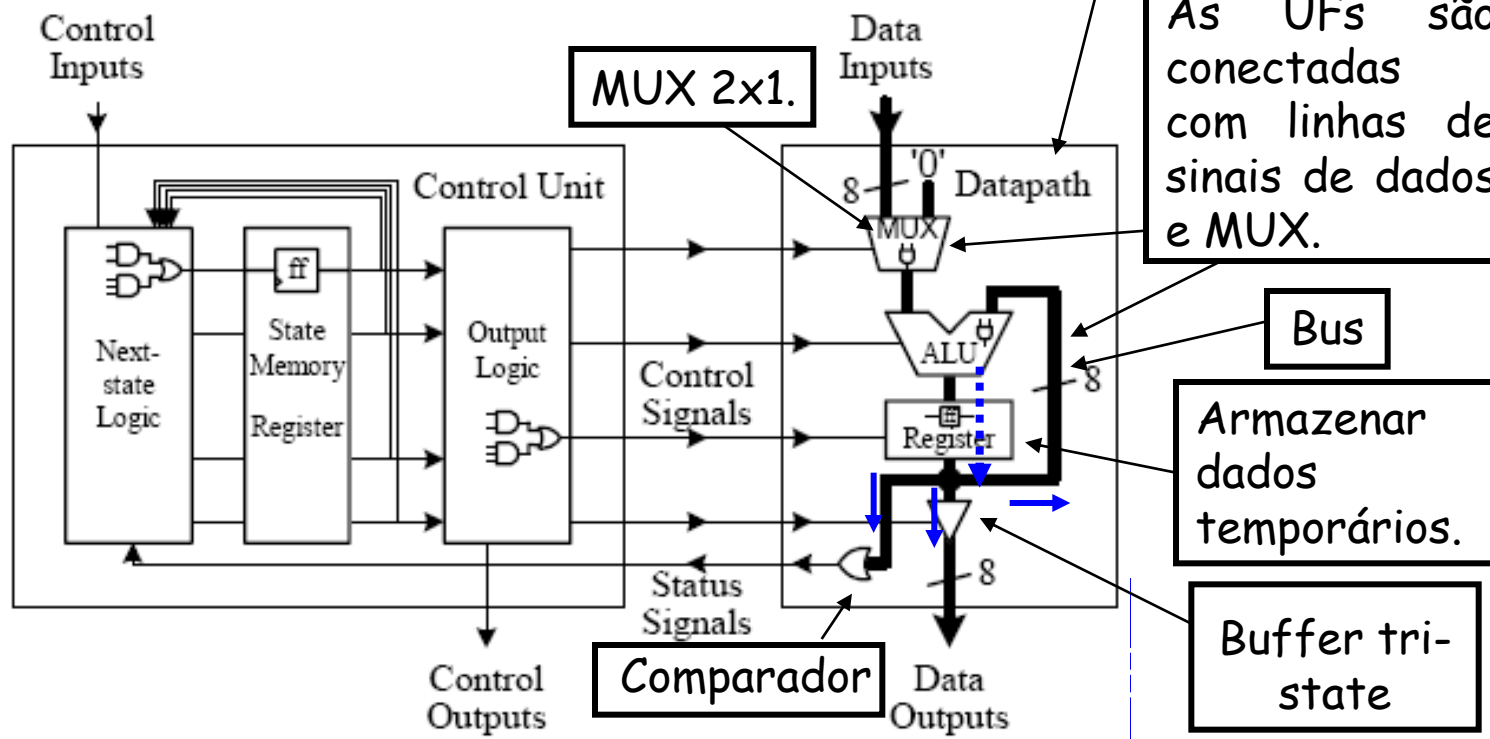 Control
Inputs
Data
Inputs
MUX 2x1.
As UFs são
conectadas
com linhas de
sinais de dados
e MUX.
Control Unit
'0'
8
Datapath
MUX
ff
Next-
state
Logic
State
Memory
Register
Output
Logic
Control
Signals
ALU
8
Bus
ff
Register
Armazenar
dados
temporários.
Status
Signals
8
Comparador
Buffer tri-
state
Control
Outputs
Data
Outputs